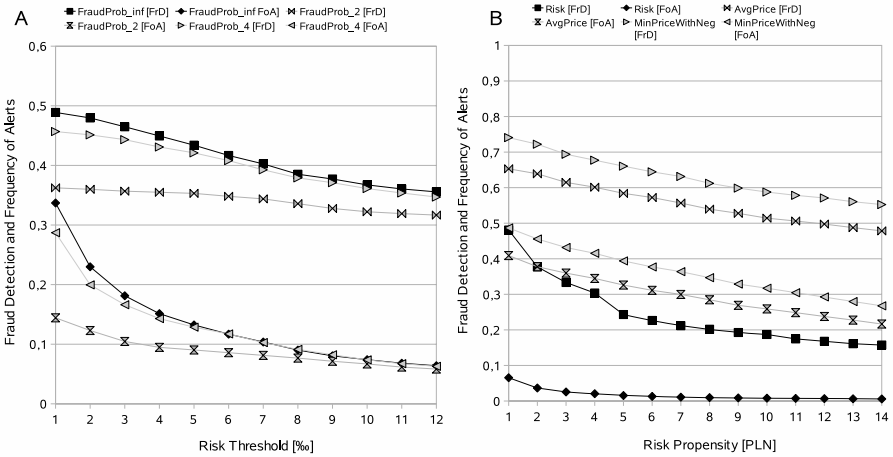 A
FraudProb_inf [FrD]
FraudProb_inf FoA]
FraudProb_2 [FrD]
FraudProb_2 [FoA]
FraudProb_4 [FrD]
FraudProb_4 [FoA]
0,6
0,5
0,4
0,3
0,2
0,1
0
Fraud Detection and Frequency of Alerts
1 2 3 4 5 6 7 8 9 10 11 12
Risk Threshold [‰]
B
Risk [FrD]
Risk [FoA]
AvgPrice [FrD]
AvgPrice [FoA]
MinPriceWithNeg
[FrD]
MinPriceWithNeg
[FoA]
1
0,9
0,8
0,7
0,6
0,5
0,4
0,3
0,2
0,1
0
Fraud Detection and Frequency of Alerts
1 2 3 4 5 6 7 8 9 10 11 12 13 14
Risk Propensity [PLN]